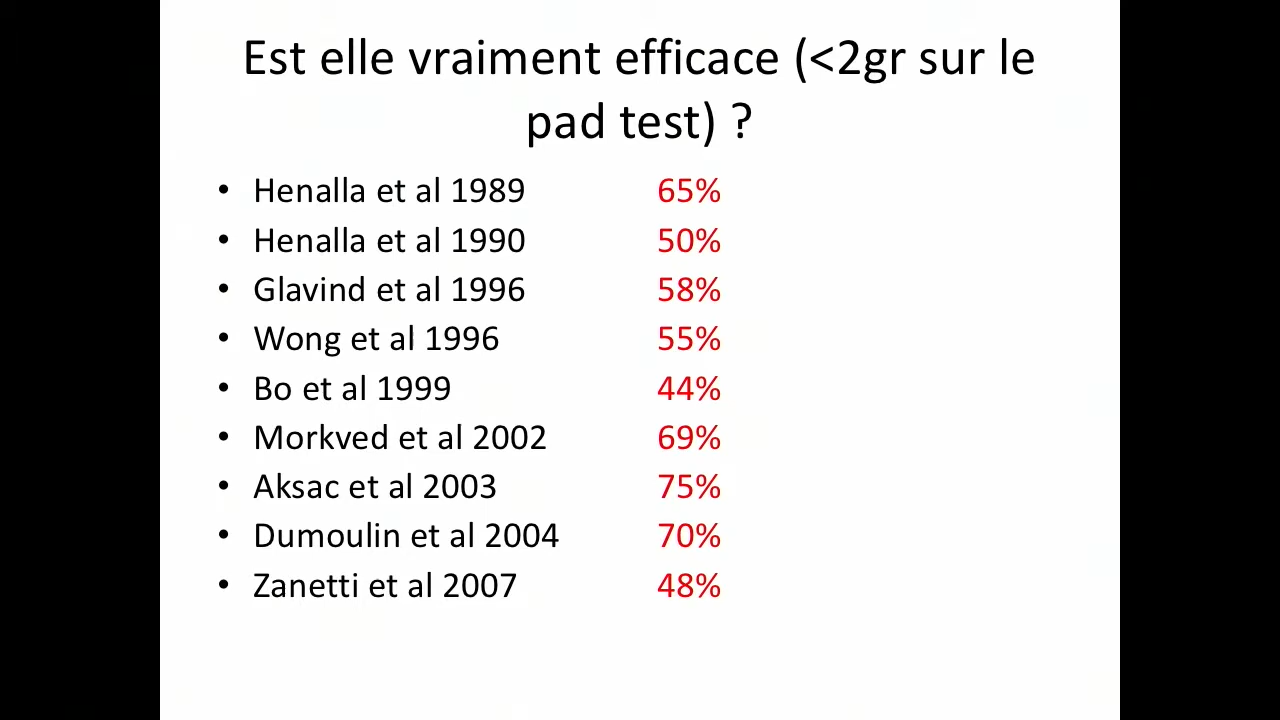 Est elle vraiment efficace (<2gr sur le
pad test) ?
• Henalla et al 1989 65%
• Henalla et al 1990 50%
• Glavind et al 1996 58%
• Wong et al 1996 55%
• Bo et al 1999 44%
• Morkved et al 2002 69%
• Aksac et al 2003 75%
• Dumoulin et al 2004 70%
• Zanetti et al 2007 48%